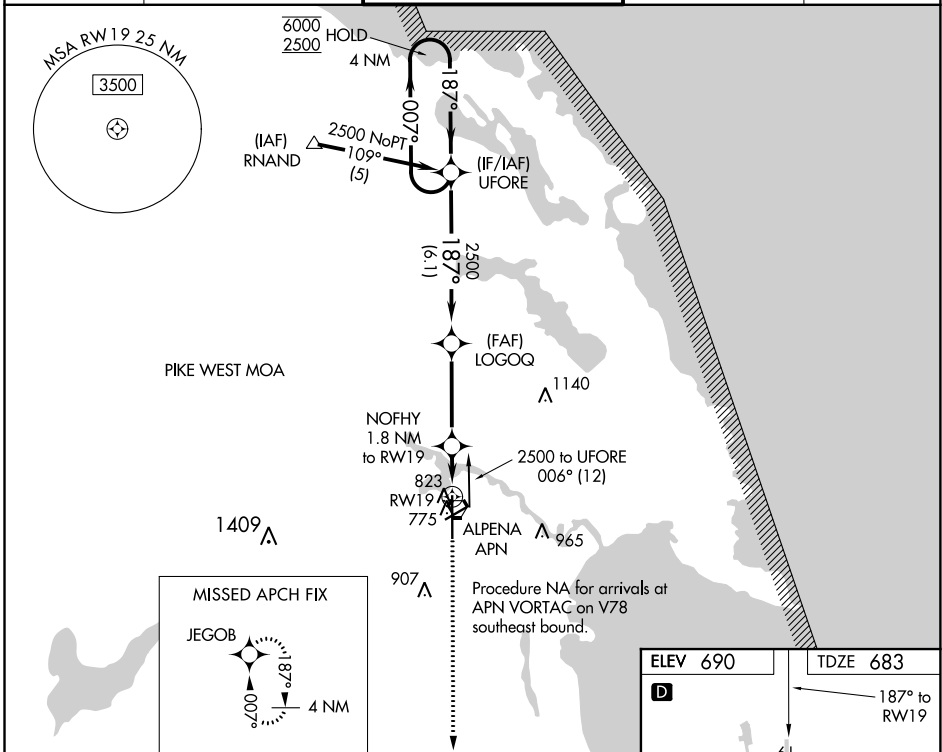 MSA RW19 25 NM
3500
6000
2500
HOLD
4 NM
187°
007°
(IAF)
RNAND
2500 NoPT
109°
(5)
(IF/IAF)
UFORE
2500
187°
(6.1)
(FAF)
LOGOQ
PIKE WEST MOA
1140
NOFHY
1.8 NM
to RW19
2500 to UFORE
006° (12)
823
RW19
775
ALPENA
APN
965
1409
907
Procedure NA for arrivals at
APN VORTAC on V78
southeast bound.
MISSED APCH FIX
JEGOB
187°
007°
4 NM
ELEV 690
TDZE 683
D
187° to
RW19